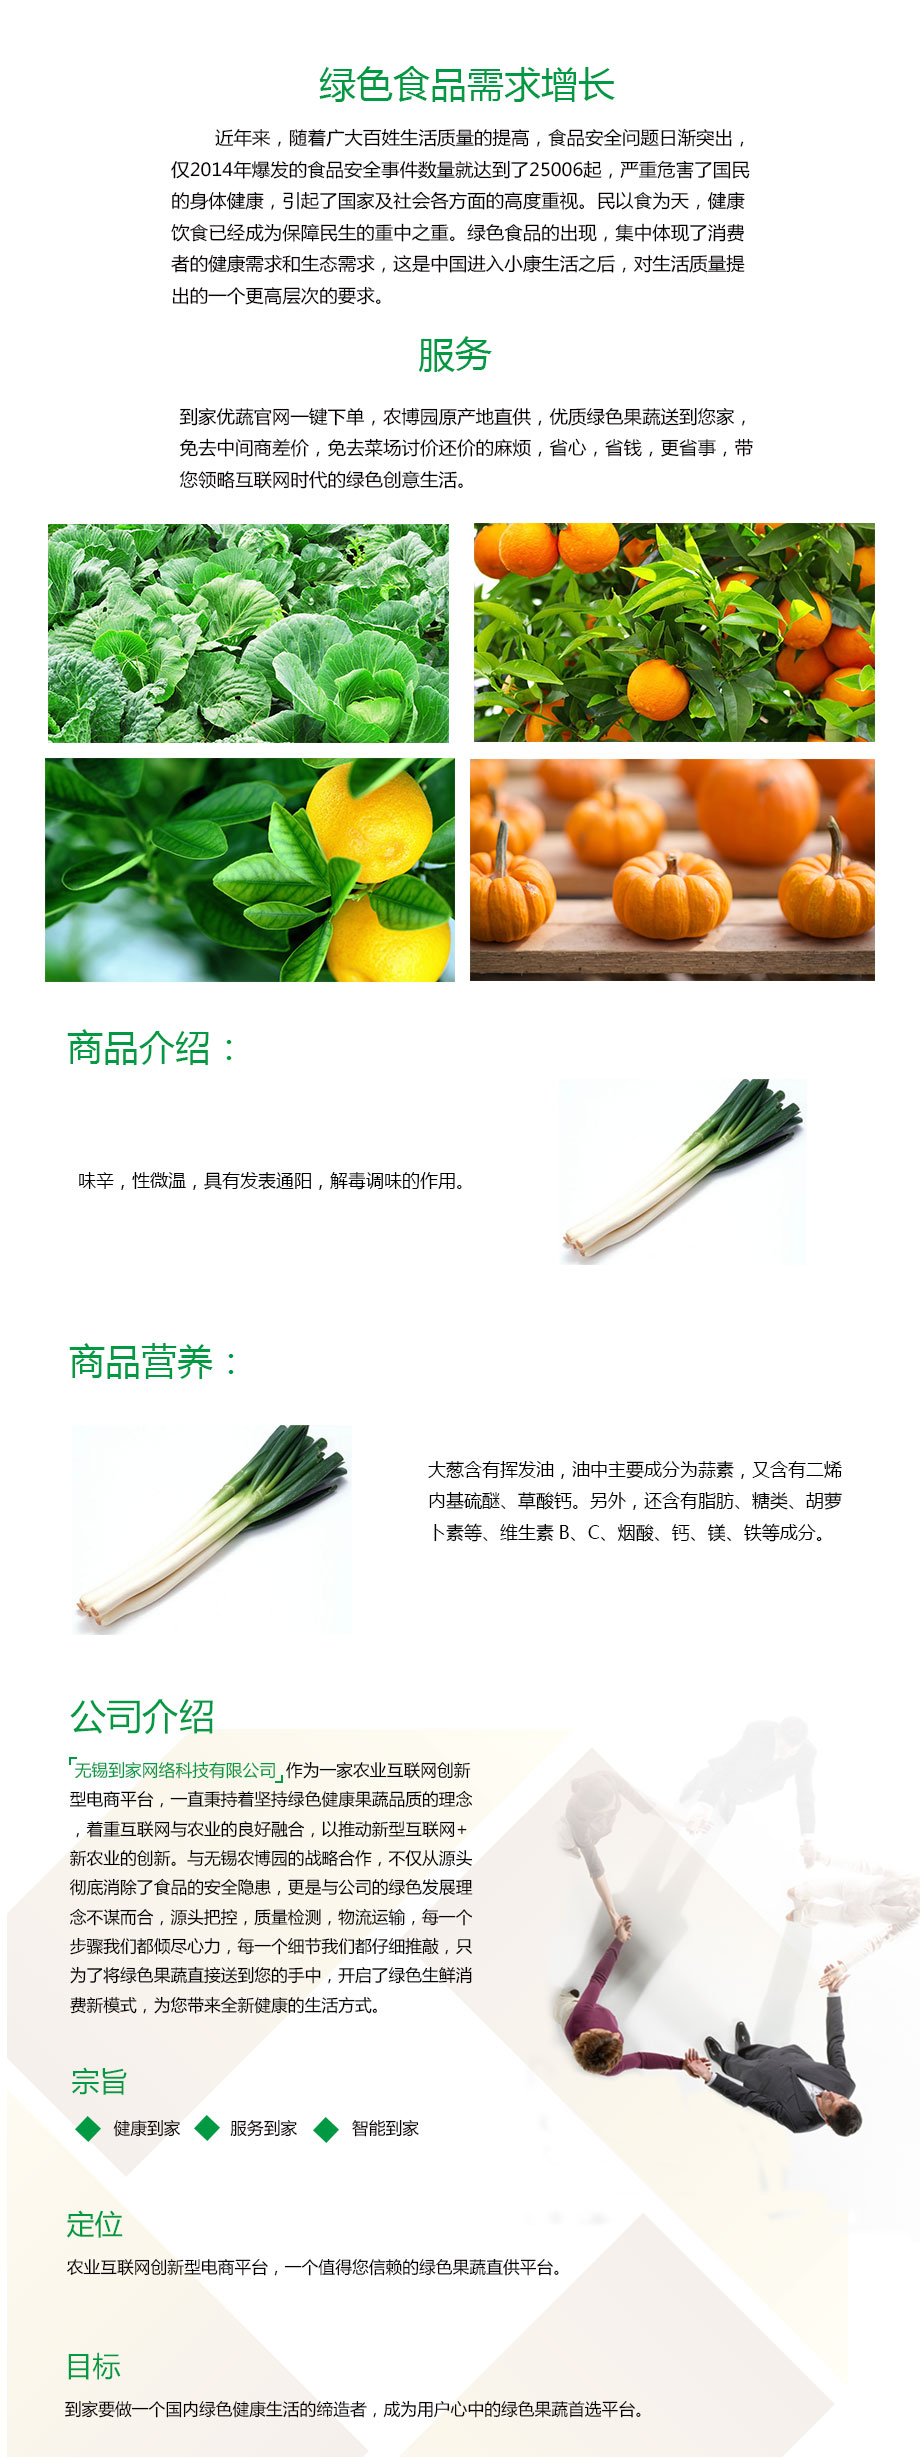 绿色食品需求增长
近年来，随着广大百姓生活质量的提高，食品安全问题日渐突出，
仅2014年爆发的食品安全事件数量就达到了25006起，严重危害了国民
的身体健康，引起了国家及社会各方面的高度重视。民以食为天，健康
饮食已经成为保障民生的重中之重。绿色食品的出现，集中体现了消费
者的健康需求和生态需求，这是中国进入小康生活之后，对生活质量提
出的一个更高层次的要求。
服务
到家优蔬官网一键下单，农博园原产地直供，优质绿色果蔬送到您家，
免去中间商差价，免去菜场讨价还价的麻烦，省心，省钱，更省事，带
您领略互联网时代的绿色创意生活。
商品介绍：
味辛，性微温，具有发表通阳，解毒调味的作用。
商品营养：
大葱含有挥发油，油中主要成分为蒜素，又含有二烯
内基硫醚、草酸钙。另外，还含有脂肪、糖类、胡萝
卜素等、维生素 B、C、烟酸、钙、镁、铁等成分。
公司介绍
「无锡到家网络科技有限公司」作为一家农业互联网创新
型电商平台，一直秉持着坚持绿色健康果蔬品质的理念
，着重互联网与农业的良好融合，以推动新型互联网+
新农业的创新。与无锡农博园的战略合作，不仅从源头
彻底消除了食品的安全隐患，更是与公司的绿色发展理
念不谋而合，源头把控，质量检测，物流运输，每一个
步骤我们都倾尽心力，每一个细节我们都仔细推敲，只
为了将绿色果蔬直接送到您的手中，开启了绿色生鲜消
费新模式，为您带来全新健康的生活方式。
宗旨
◆ 健康到家 ◆ 服务到家 ◆ 智能到家
定位
农业互联网创新型电商平台，一个值得您信赖的绿色果蔬直供平台。
目标
到家要做一个国内绿色健康生活的缔造者，成为用户心中的绿色果蔬首选平台。